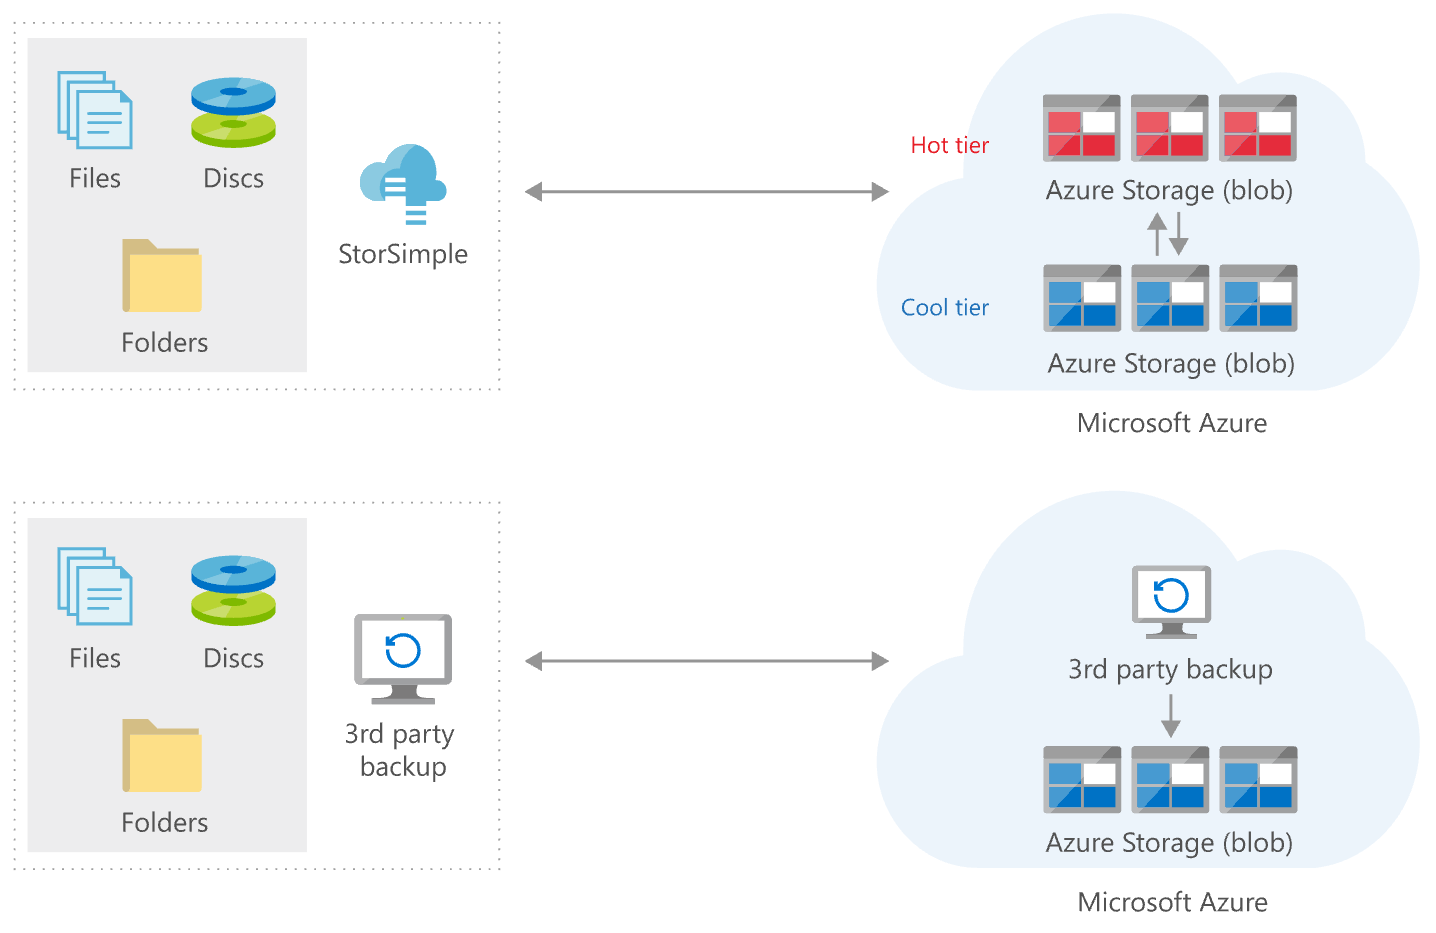 Files
Discs
Folders
StorSimple
Hot tier
Azure Storage (blob)
Cool tier
Azure Storage (blob)
Microsoft Azure
Files
Discs
Folders
3rd party
backup
3rd party backup
Azure Storage (blob)
Microsoft Azure